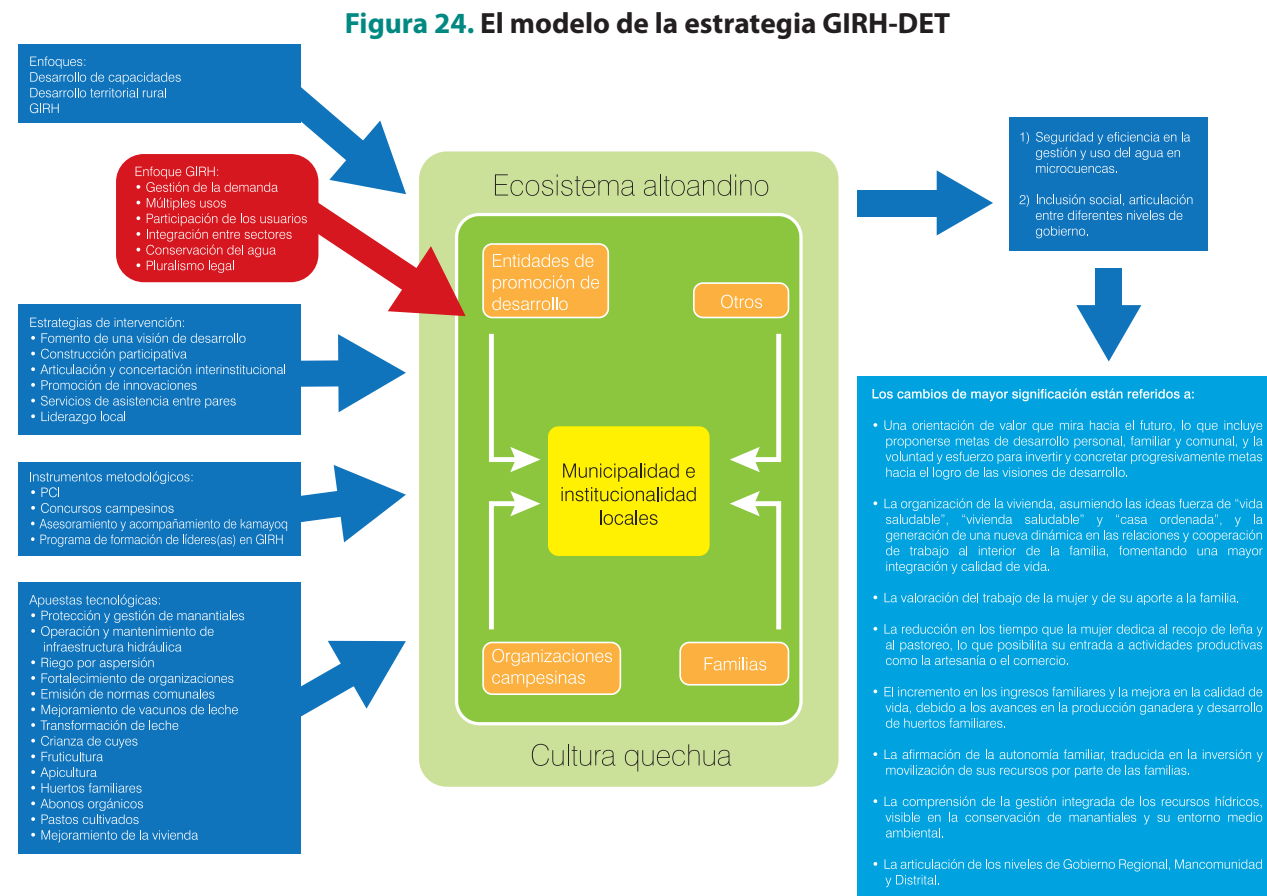 Figura 24. El modelo de la estrategia GIRH-DET
Enfoques:
Desarrollo de capacidades
Desarrollo territorial rural
GIRH
Enfoque GIRH:
• Gestión de la demanda
• Múltiples usos
• Participación de los usuarios
• Integración entre sectores
• Conservación del agua
• Pluralismo legal
Estrategias de intervención:
• Fomento de una visión de desarrollo
• Construcción participativa
• Articulación y concertación interinstitucional
• Promoción de innovaciones
• Servicios de asistencia entre pares
• Liderazgo local
Instrumentos metodológicos:
• PCI
• Concursos campesinos
• Asesoramiento y acompañamiento de kamayoq
• Programa de formación de líderes(as) en GIRH
Apuestas tecnológicas:
• Protección y gestión de manantiales
• Operación y mantenimiento de
infraestructura hidráulica
• Riego por aspersión
• Fortalecimiento de organizaciones
• Emisión de normas comunales
• Mejoramiento de vacunos de leche
• Transformación de leche
• Crianza de cuyes
• Fruticultura
• Apicultura
• Huertos familiares
• Abonos orgánicos
• Pastos cultivados
• Mejoramiento de la vivienda
Ecosistema altoandino
Entidades de
promoción de
desarrollo
Otros
Municipalidad e
institucionalidad
locales
Organizaciones
campesinas
Familias
Cultura quechua
1) Seguridad y eficiencia en la
gestión y uso del agua en
microcuencas.
2) Inclusión social, articulación
entre diferentes niveles de
gobierno.
Los cambios de mayor significación están referidos a:
• Una orientación de valor que mira hacia el futuro, lo que incluye
proponerse metas de desarrollo personal, familiar y comunal, y la
voluntad y esfuerzo para invertir y concretar progresivamente metas
hacia el logro de las visiones de desarrollo.
• La organización de la vivienda, asumiendo las ideas fuerza de “vida
saludable”, “vivienda saludable” y “casa ordenada”, y la
generación de una nueva dinámica en las relaciones y cooperación
de trabajo al interior de la familia, fomentando una mayor
integración y calidad de vida.
• La valoración del trabajo de la mujer y de su aporte a la familia.
• La reducción en los tiempo que la mujer dedica al recojo de leña y
al pastoreo, lo que posibilita su entrada a actividades productivas
como la artesanía o el comercio.
• El incremento en los ingresos familiares y la mejora en la calidad de
vida, debido a los avances en la producción ganadera y desarrollo
de huertos familiares.
• La afirmación de la autonomía familiar, traducida en la inversión y
movilización de sus recursos por parte de las familias.
• La comprensión de la gestión integrada de los recursos hídricos,
visible en la conservación de manantiales y su entorno medio
ambiental.
• La articulación de los niveles de Gobierno Regional, Mancomunidad
y Distrital.